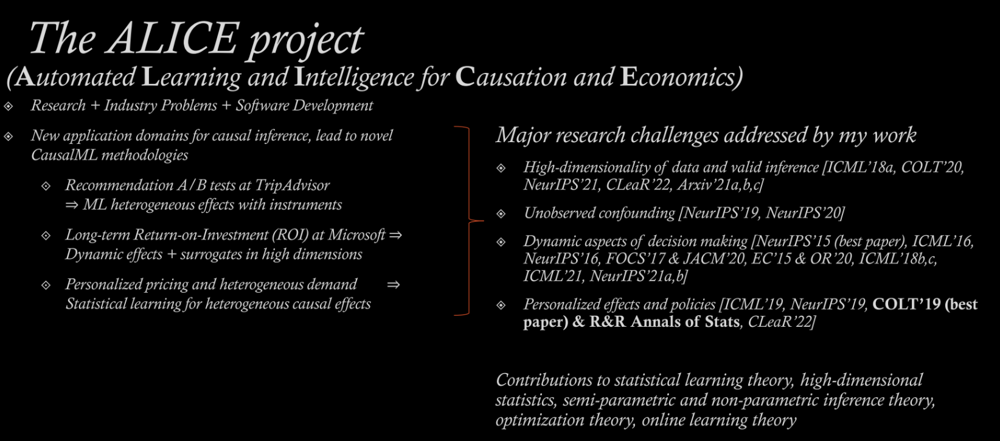 The ALICE project
(Automated Learning and Intelligence for Causation and Economics)
Research + Industry Problems + Software Development
New application domains for causal inference, lead to novel
CausalML methodologies
Recommendation A/B tests at TripAdvisor
⇒ ML heterogeneous effects with instruments
Long-term Return-on-Investment (ROI) at Microsoft ⇒
Dynamic effects + surrogates in high dimensions
Personalized pricing and heterogeneous demand ⇒
Statistical learning for heterogeneous causal effects
Major research challenges addressed by my work
High-dimensionality of data and valid inference [ICML'18a, COLT'20,
NeurIPS'21, CLeaR'22, Arxiv'21a,b,c]
Unobserved confounding [NeurIPS'19, NeurIPS'20]
Dynamic aspects of decision making [NeurIPS'15 (best paper), ICML'16,
NeurIPS'16, FOCS'17 & JACM'20, EC'15 & OR'20, ICML'18b,c,
ICML'21, NeurIPS'21a,b]
Personalized effects and policies [ICML'19, NeurIPS'19, COLT'19 (best
paper) & R&R Annals of Stats, CLeaR'22]
Contributions to statistical learning theory, high-dimensional
statistics, semi-parametric and non-parametric inference theory,
optimization theory, online learning theory